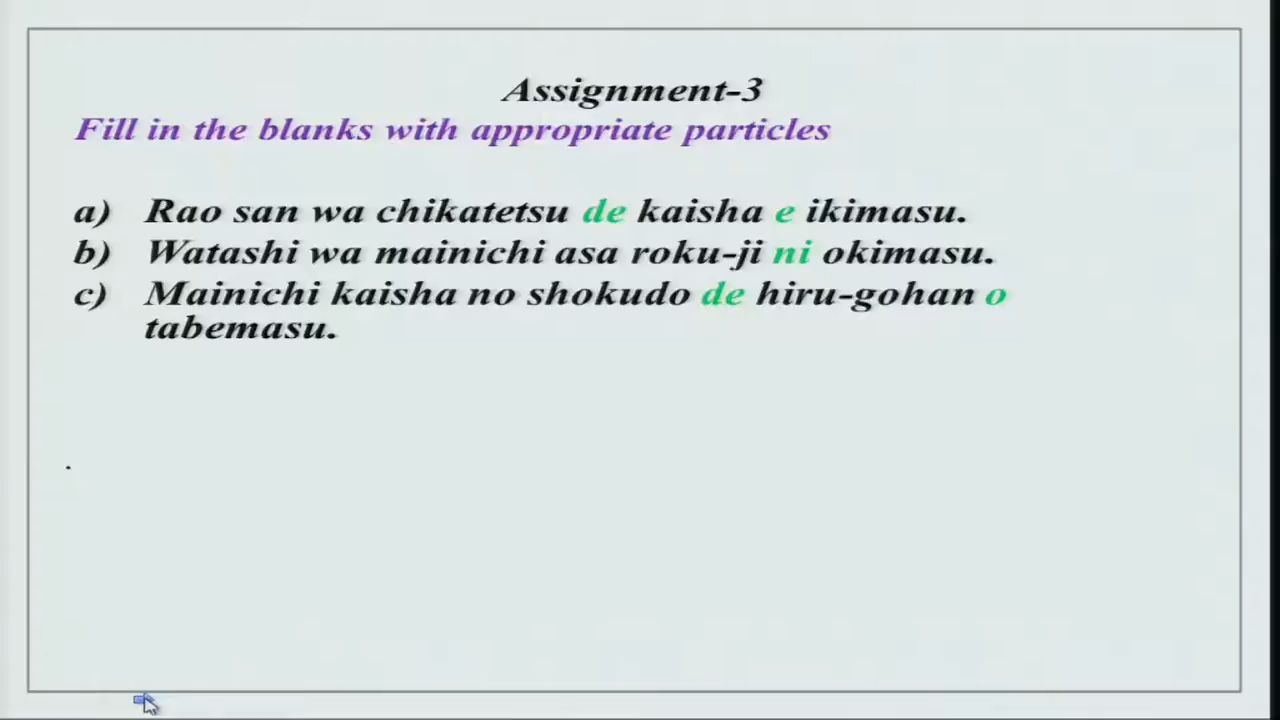 Assignment-3
Fill in the blanks with appropriate particles
a) Rao san wa chikatetsu de kaisha e ikimasu.
b) Watashi wa mainichi asa roku-ji ni okimasu.
c) Mainichi kaisha no shokudo de hiru-gohan o
tabemasu.
.